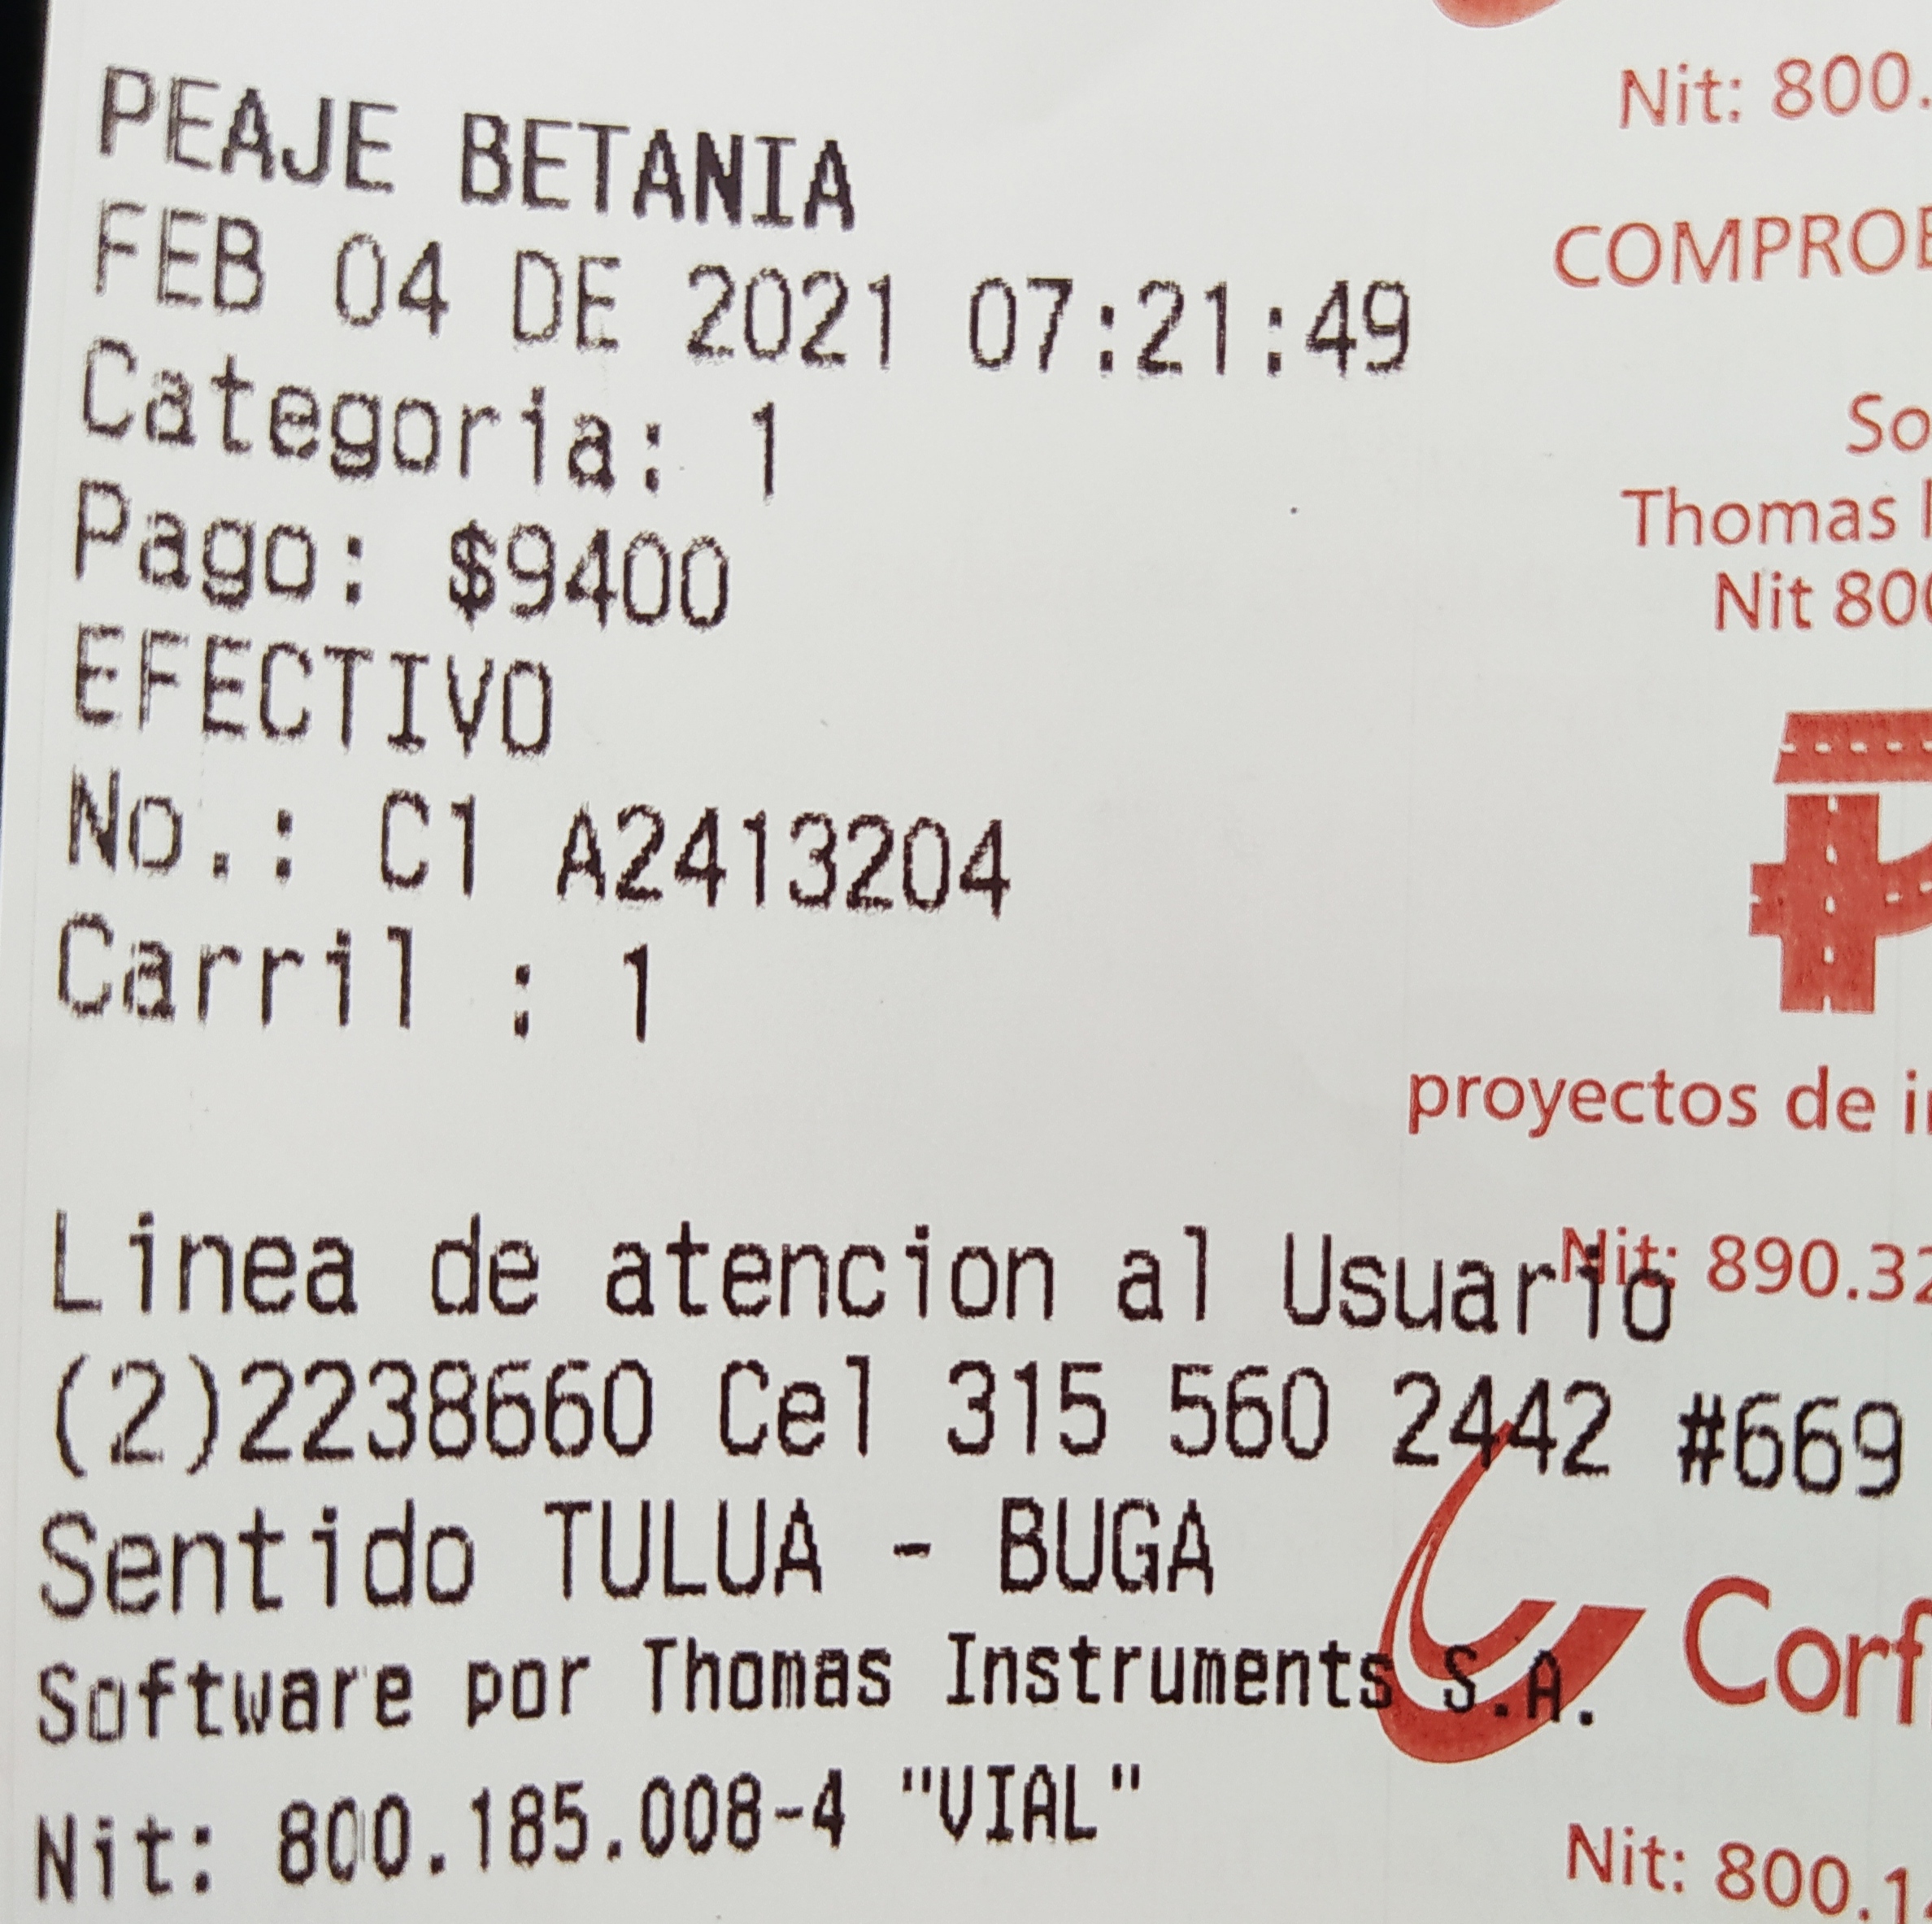 PEAJE BETANIA
FEB 04 DE 2021 07:21:49
Categoria: 1
Pago: $9400
EFECTIVO
No.: C1 A2413204
Carril : 1
Linea de atencion al Usuario
(2)2238660 Cel 315 560 2442 #669
Sentido TULUA - BUGA
Software por Thomas Instruments S.A.
Nit: 800.185.008-4 "VIAL"
Nit: 800.
COMPROB
So
Thomas
Nit 800
proyectos de
Nit: 890.32
Corf
Nit: 800.1